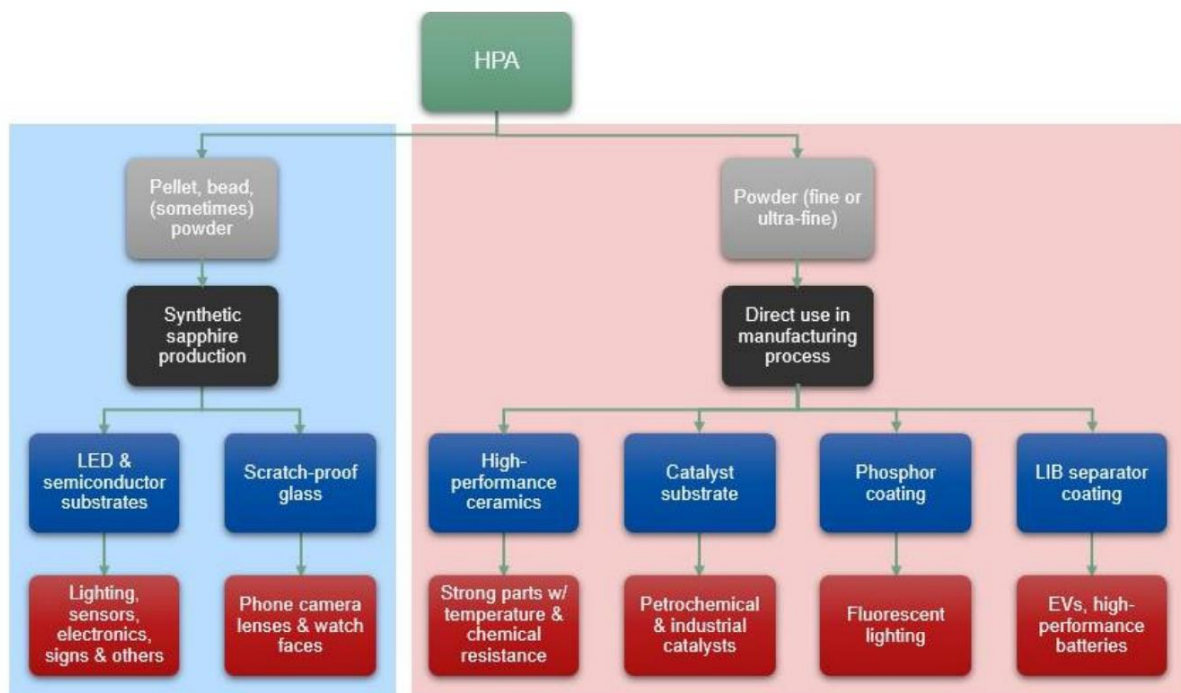 HPA
Pellet, bead,
(sometimes)
powder
Powder (fine or
ultra-fine)
Synthetic
sapphire
production
Direct use in
manufacturing
process
LED &
semiconductor
substrates
Scratch-proof
glass
High-
performance
ceramics
Catalyst
substrate
Phosphor
coating
LIB separator
coating
Lighting,
sensors,
electronics,
signs & others
Phone camera
lenses & watch
faces
Strong parts w/
temperature &
chemical
resistance
Petrochemical
& industrial
catalysts
Fluorescent
lighting
EVs, high-
performance
batteries